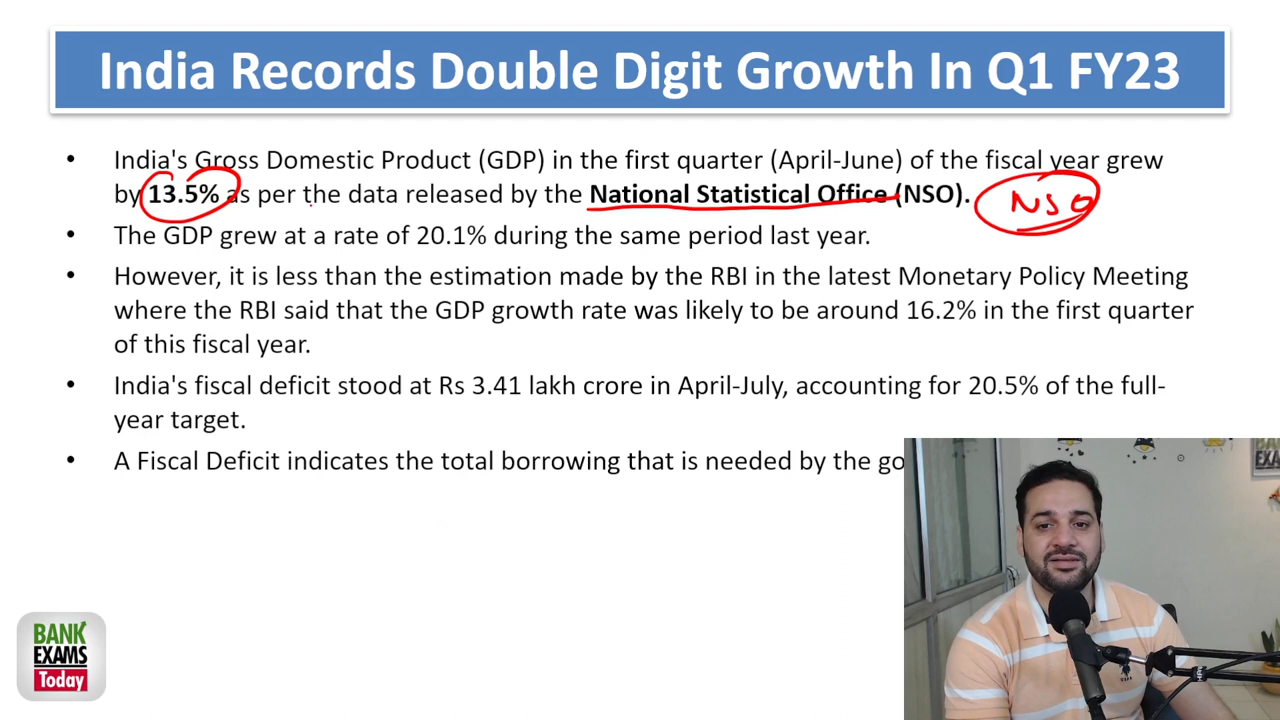 India Records Double Digit Growth In Q1 FY23
• India's Gross Domestic Product (GDP) in the first quarter (April-June) of the fiscal year grew
by 13.5% as per the data released by the National Statistical Office (NSO).
NSO
• The GDP grew at a rate of 20.1% during the same period last year.
• However, it is less than the estimation made by the RBI in the latest Monetary Policy Meeting
where the RBI said that the GDP growth rate was likely to be around 16.2% in the first quarter
of this fiscal year.
• India's fiscal deficit stood at Rs 3.41 lakh crore in April-July, accounting for 20.5% of the full-
year target.
• A Fiscal Deficit indicates the total borrowing that is needed by the go
BANK
EXAMS
Today
BANK